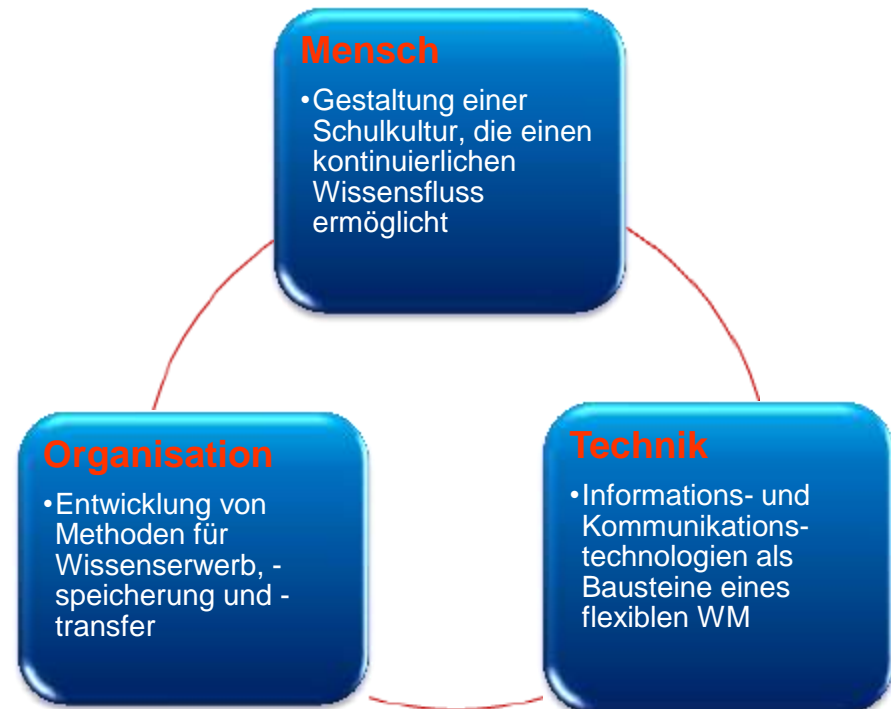 Mensch
•Gestaltung einer
Schulkultur, die einen
kontinuierlichen
Wissensfluss
ermöglicht
Organisation
•Entwicklung von
Methoden für
Wissenserwerb, -
speicherung und -
transfer
Technik
•Informations- und
Kommunikations-
technologien als
Bausteine eines
flexiblen WM